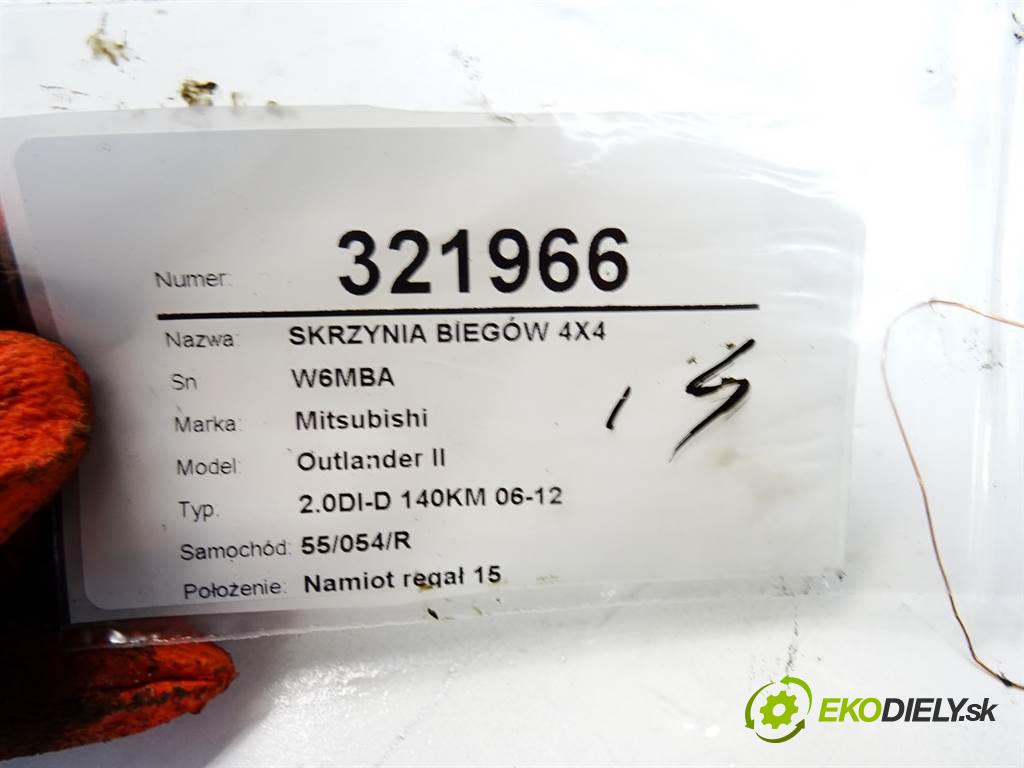 Numer: 321966
Nazwa: SKRZYNIA BIEGÓW 4X4
Sn W6MBA
Marka: Mitsubishi
Model: Outlander II
Typ: 2.0DI-D 140KM 06-12
Samochód: 55/054/R
Położenie: Namiot regał 15
15
EKODIELY.sk